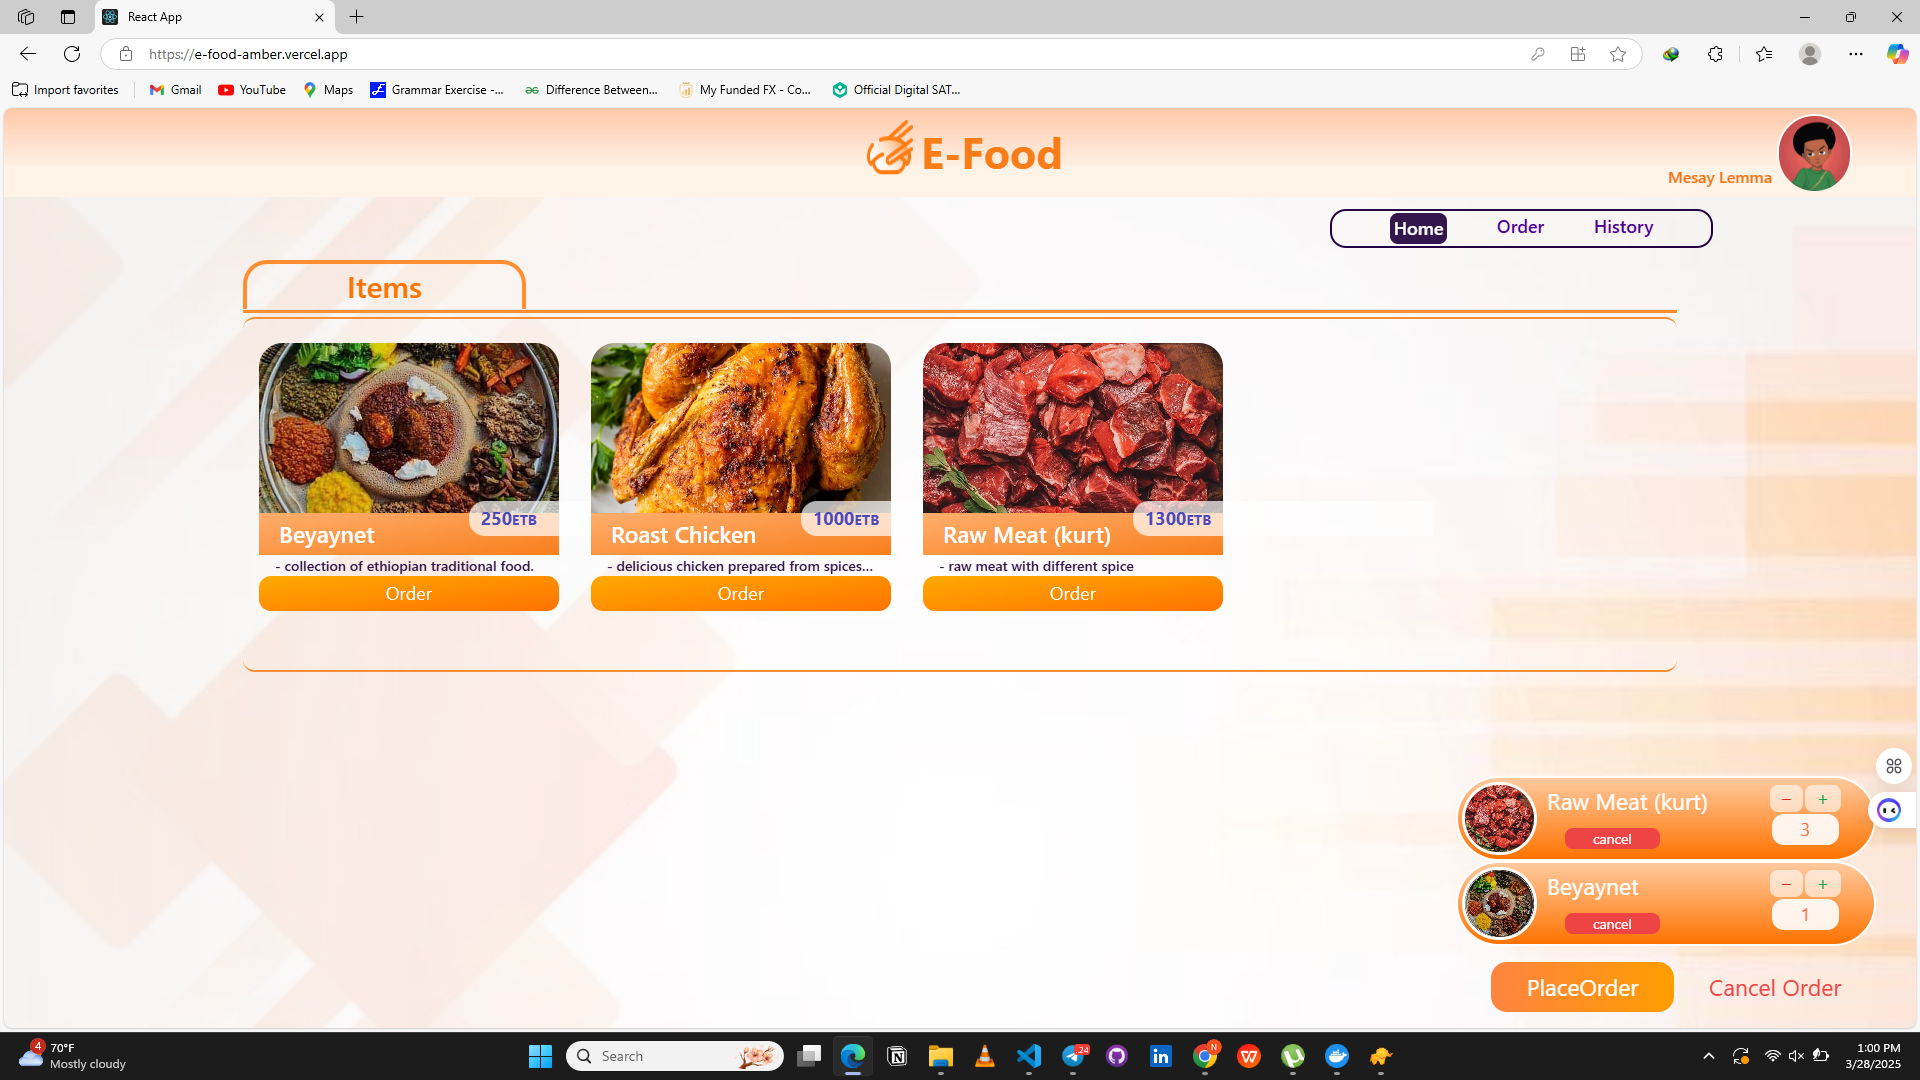 React App
https://e-food-amber.vercel.app
Import favorites
Gmail
YouTube
Maps
Grammar Exercise -...
Difference Between...
My Funded FX - Co...
Official Digital SAT...
E-Food
Mesay Lemma
Home
Order
History
Items
250ETB
Beyaynet
- collection of ethiopian traditional food.
Order
1000ETB
Roast Chicken
- delicious chicken prepared from spices...
Order
1300ETB
Raw Meat (kurt)
- raw meat with different spice
Order
Raw Meat (kurt)
− +
cancel
3
Beyaynet
− +
cancel
1
PlaceOrder
Cancel Order
4
70°F
Mostly cloudy
Search
24
N
1:00 PM
3/28/2025